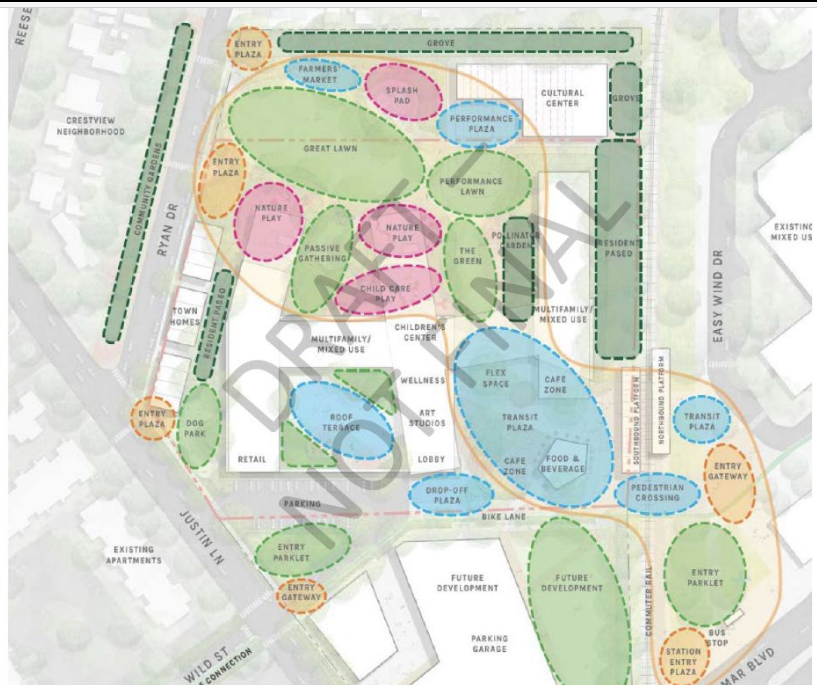 REESE
ENTRY
PLAZA
GROVE
FARMERS'
MARKET
SPLASH
PAD
CULTURAL
CENTER
GROVE
CRESTVIEW
NEIGHBORHOOD
PERFORMANCE
PLAZA
GREAT LAWN
ENTRY
PLAZA
PERFORMANCE
LAWN
COMMUNITY GARDENS
RYAN DR
NATURE
PLAY
NATURE
PLAY
PASSIVE
GATHERING
THE
GREEN
POLLINATOR
GARDEN
RESIDENT
PASEO
EXISTING
MIXED US
EASY WIND DR
CHILD CARE
PLAY
TOWN
HOMES
RESIDENT PASEO
MULTIFAMILY/
MIXED USE
CHILDREN'S
CENTER
MULTIFAMILY/
MIXED USE
FLEX
SPACE
CAFE
ZONE
WELLNESS
SOUTHBOUND PLATFORM
NORTHBOUND PLATFORM
ENTRY
PLAZA
DOG
PARK
ROOF
TERRACE
ART
STUDIOS
TRANSIT
PLAZA
TRANSIT
PLAZA
RETAIL
LOBBY
CAFE
ZONE
FOOD &
BEVERAGE
ENTRY
GATEWAY
DROP-OFF
PLAZA
PEDESTRIAN
CROSSING
PARKING
BIKE LANE
JUSTIN LN
EXISTING
APARTMENTS
ENTRY
PARKLET
ENTRY
GATEWAY
FUTURE
DEVELOPMENT
FUTURE
DEVELOPMENT
ENTRY
PARKLET
COMMUTER RAIL
PARKING
GARAGE
BUS
STOP
STATION
ENTRY
PLAZA
WILD ST
CONNECTION
MAR BLVD
DRAFT
NOT FINAL